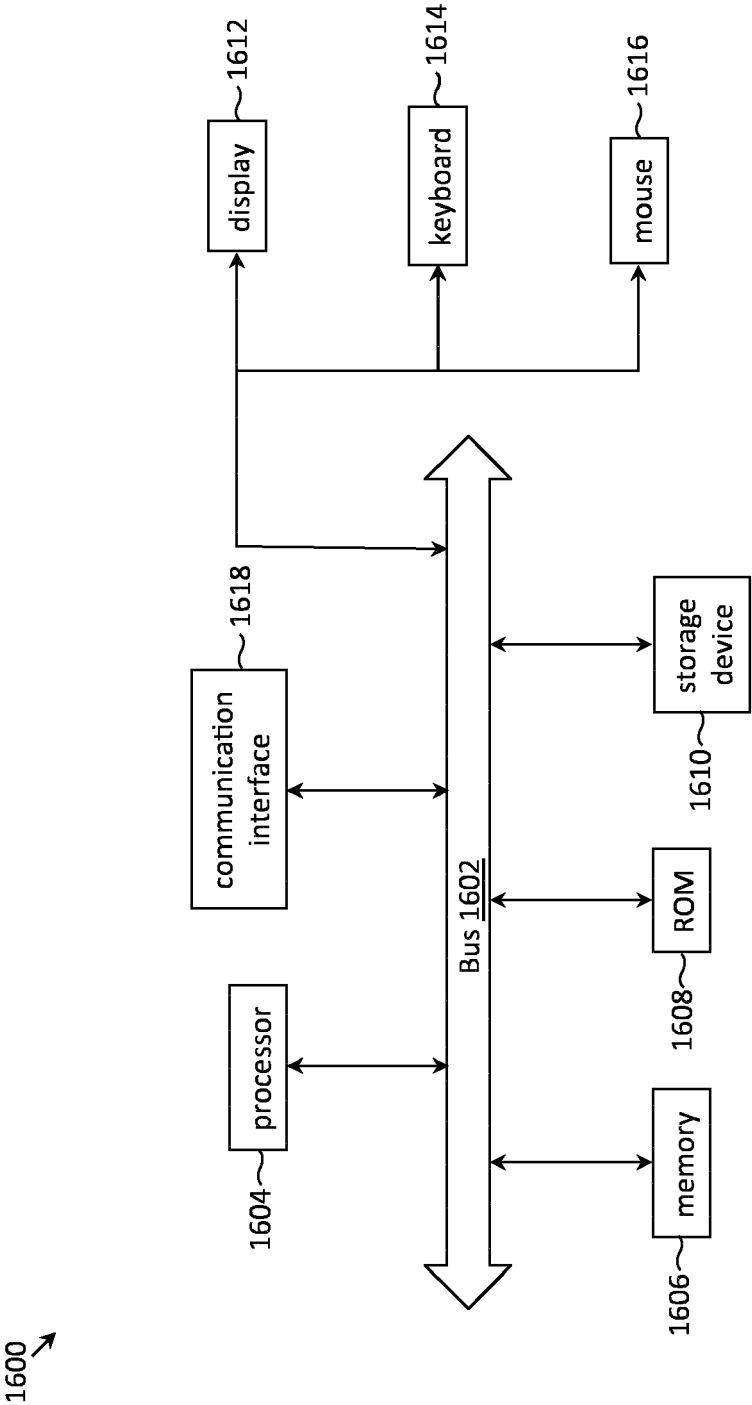 1600
processor
1604
communication
interface
1618
display
1612
keyboard
1614
mouse
1616
Bus 1602
memory
1606
ROM
1608
storage
device
1610